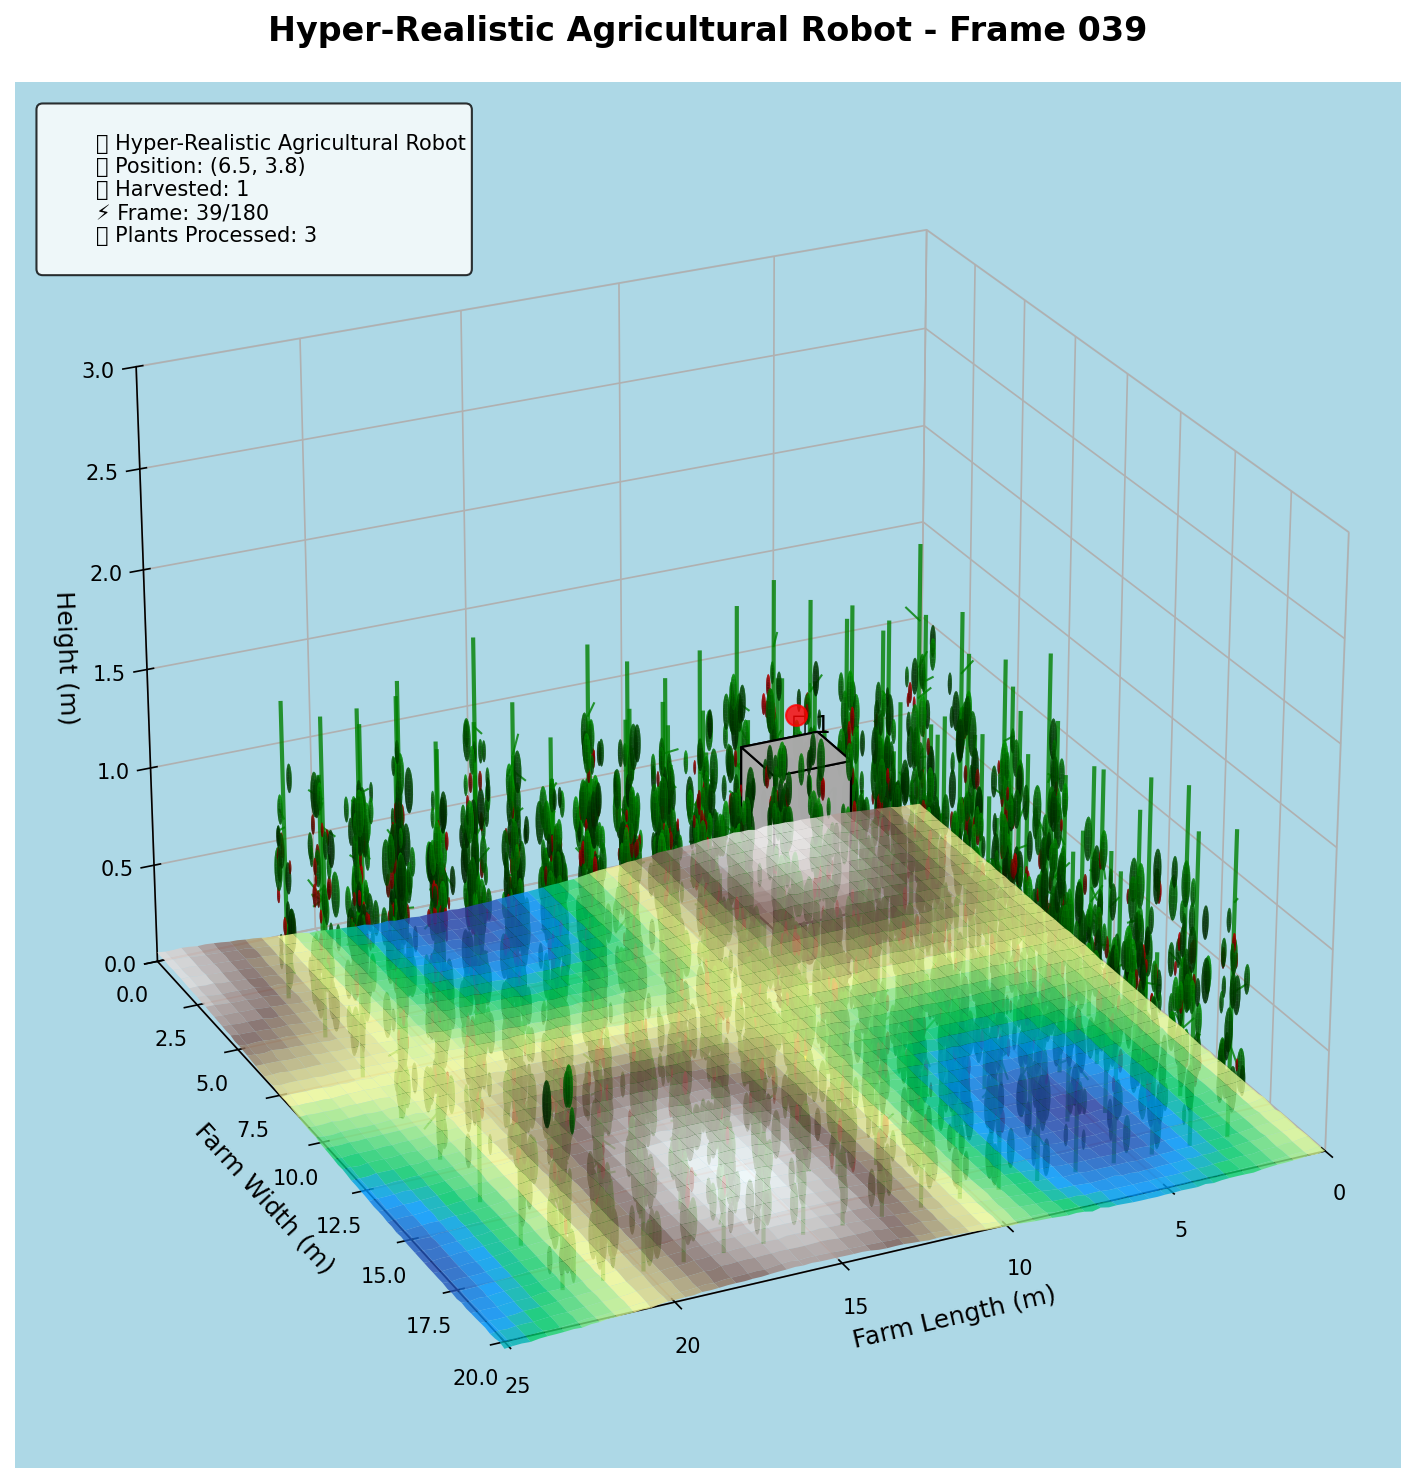 Hyper-Realistic Agricultural Robot - Frame 039
Hyper-Realistic Agricultural Robot
Position: (6.5, 3.8)
Harvested: 1
⚡ Frame: 39/180
Plants Processed: 3
3.0
2.5
2.0
1.5
1.0
0.5
0.0
Height (m)
0.0
2.5
5.0
7.5
10.0
12.5
15.0
17.5
20.0
Farm Width (m)
25
20
15
10
5
0
Farm Length (m)
1